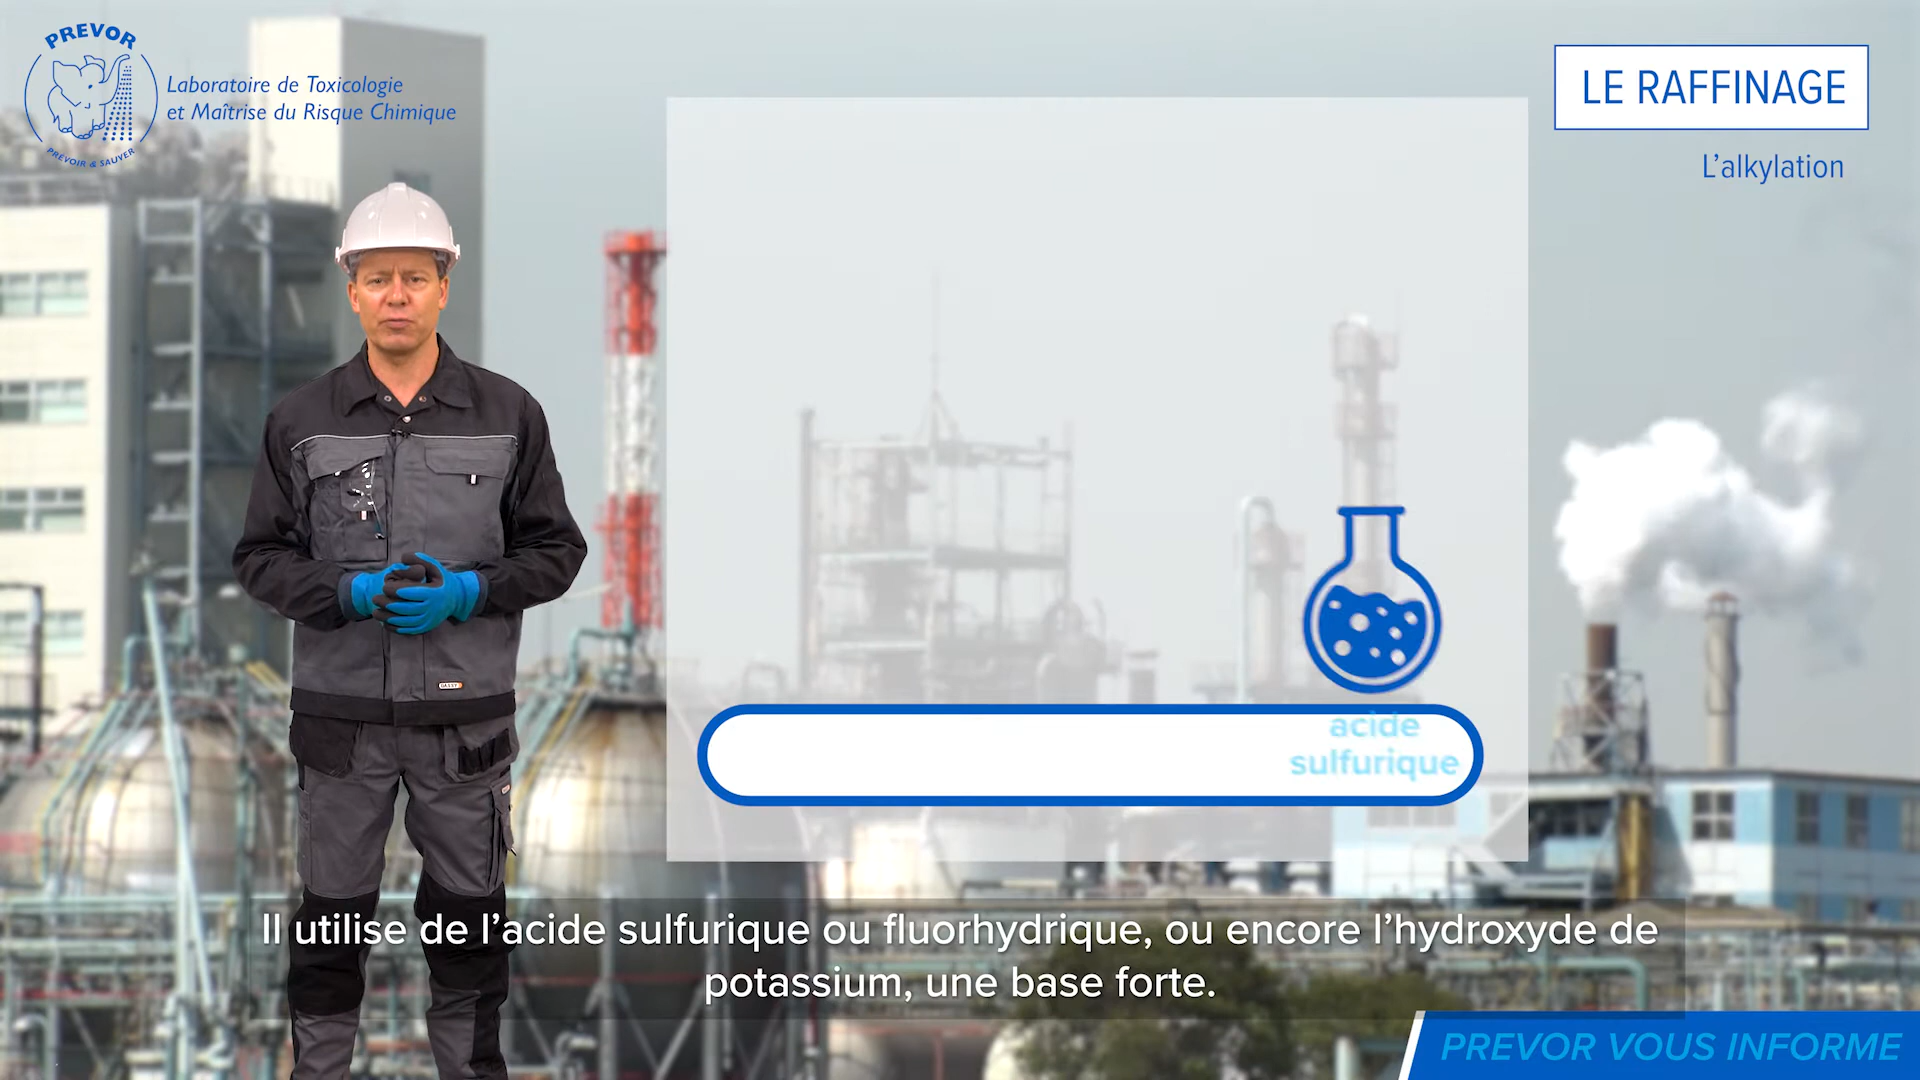 PREVOR
Laboratoire de Toxicologie
et Maîtrise du Risque Chimique
PRÉVOIR & SAUVER
LE RAFFINAGE
L’alkylation
acide
sulfurique
Il utilise de l’acide sulfurique ou fluorhydrique, ou encore l’hydroxyde de
potassium, une base forte.
PREVOR VOUS INFORME